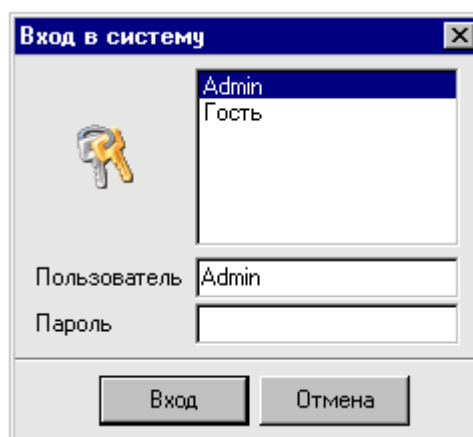 Вход в систему
Admin
Гость
Пользователь Admin
Пароль
Вход Отмена